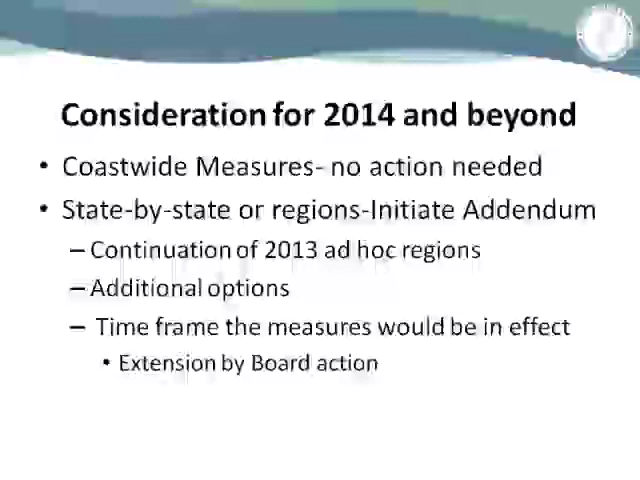 Consideration for 2014 and beyond
• Coastwide Measures- no action needed
• State-by-state or regions-Initiate Addendum
– Continuation of 2013 ad hoc regions
– Additional options
– Time frame the measures would be in effect
• Extension by Board action